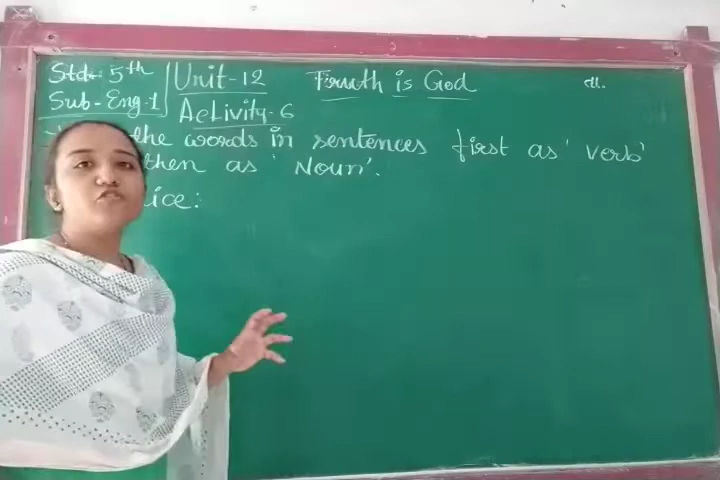 Std- 5th
Sub-Eng-1
Unit-12
Activity-6
Truth is God
dt.
the words in sentences first as 'verb'
then as 'Noun'.
ice: